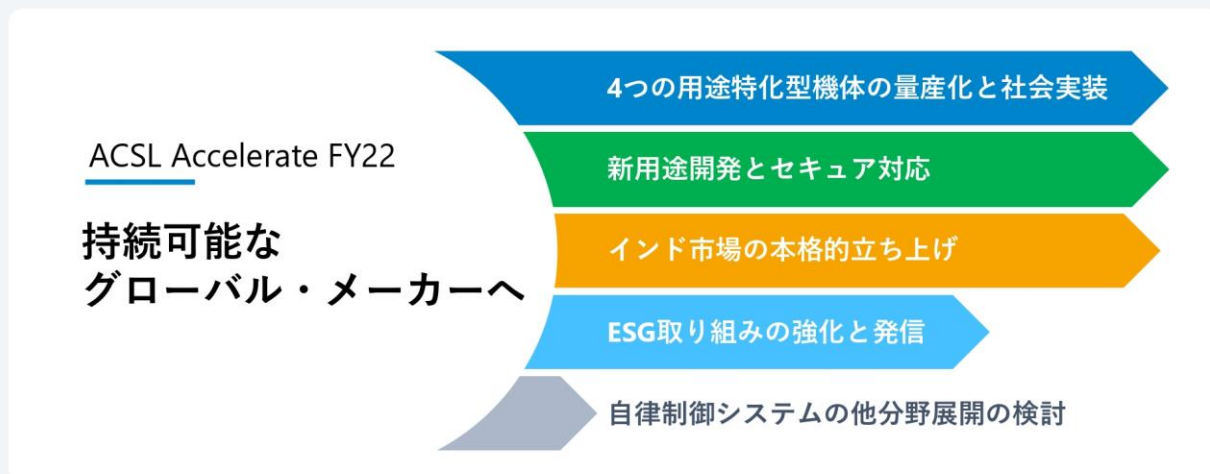 ACSL Accelerate FY22
持続可能な
グローバル・メーカーへ
4つの用途特化型機体の量産化と社会実装
新用途開発とセキュア対応
インド市場の本格的立ち上げ
ESG取り組みの強化と発信
自律制御システムの他分野展開の検討